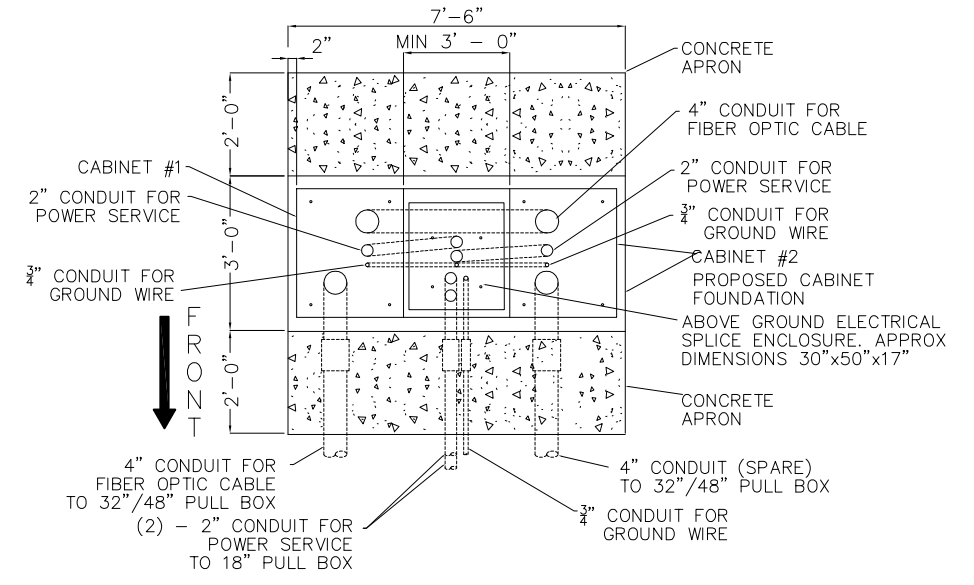 7'-6"
MIN 3' - 0"
2"
CONCRETE
APRON
2'-0"
4" CONDUIT FOR
FIBER OPTIC CABLE
CABINET #1
2" CONDUIT FOR
POWER SERVICE
2" CONDUIT FOR
POWER SERVICE
3'-0"
¾" CONDUIT FOR
GROUND WIRE
CABINET #2
¾" CONDUIT FOR
GROUND WIRE
PROPOSED CABINET
FOUNDATION
ABOVE GROUND ELECTRICAL
SPLICE ENCLOSURE. APPROX
DIMENSIONS 30"x50"x17"
FRONT
2'-0"
CONCRETE
APRON
4" CONDUIT FOR
FIBER OPTIC CABLE
TO 32"/48" PULL BOX
4" CONDUIT (SPARE)
TO 32"/48" PULL BOX
(2) - 2" CONDUIT FOR
POWER SERVICE
TO 18" PULL BOX
¾" CONDUIT FOR
GROUND WIRE